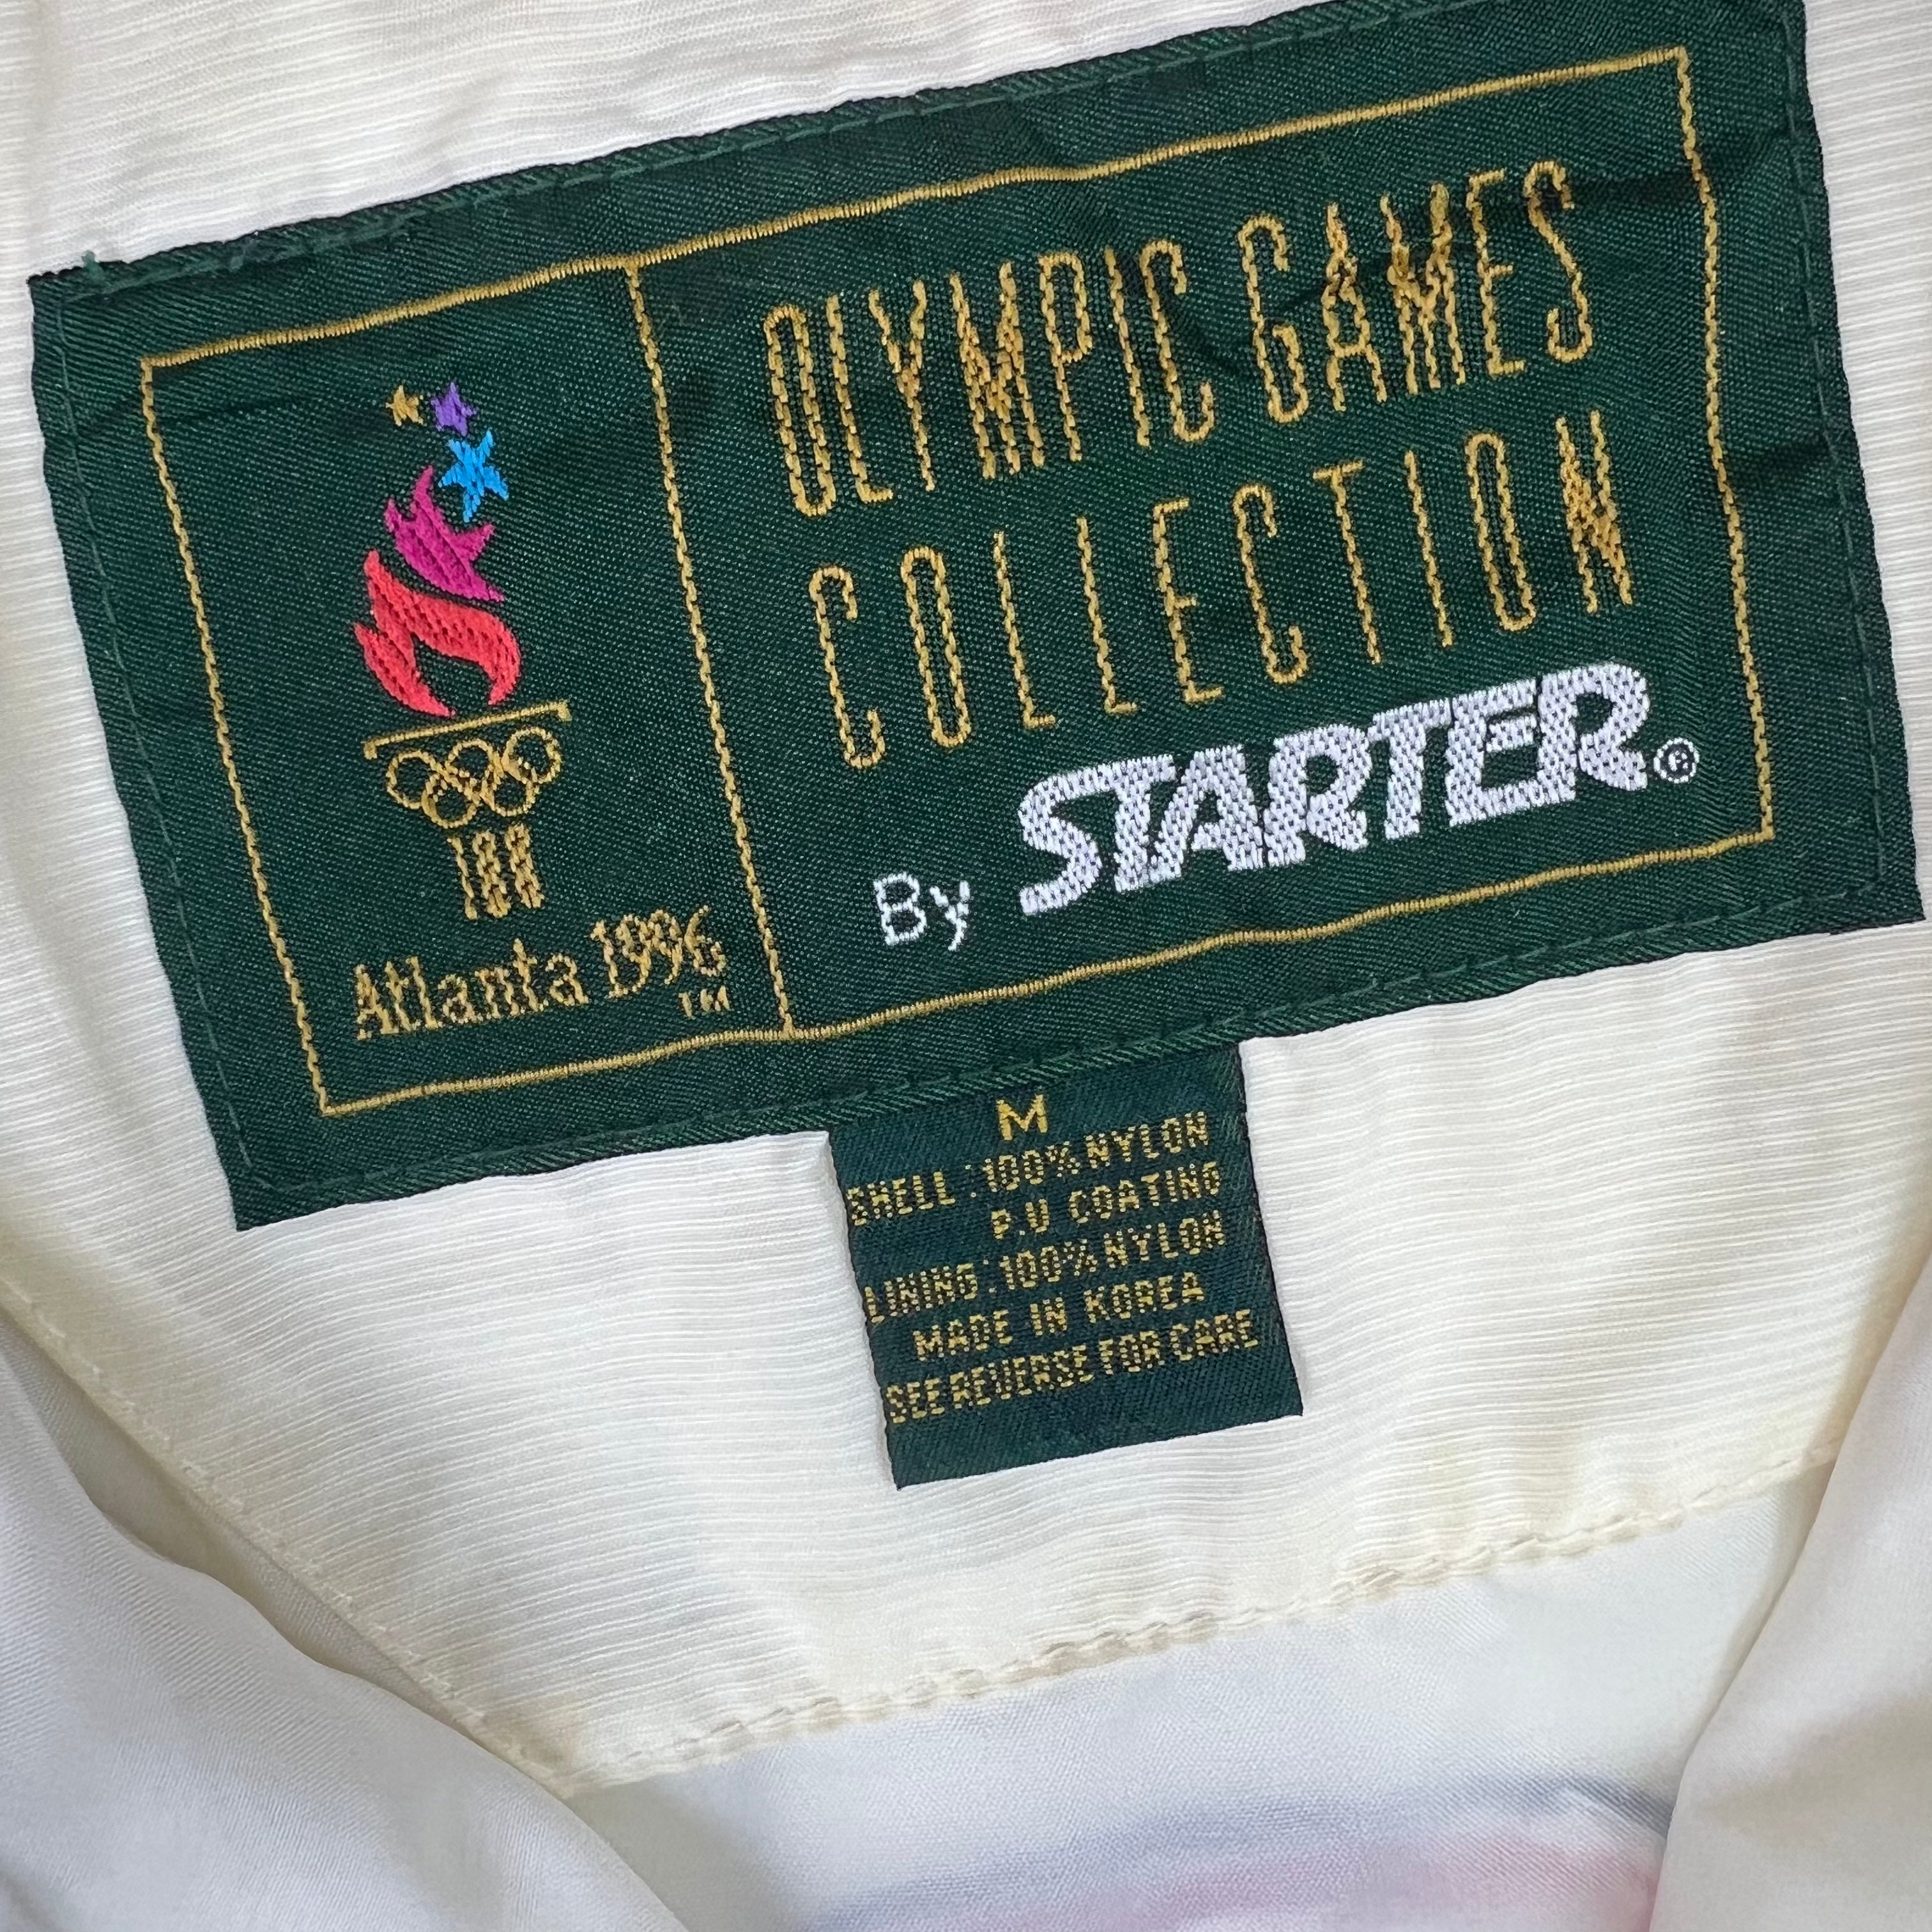 OLYMPIC GAMES
COLLECTION
By STARTER®
100
Atlanta 1996
TM
M
SHELL : 100% NYLON
P.U COATING
LINING : 100% NYLON
MADE IN KOREA
SEE REVERSE FOR CARE